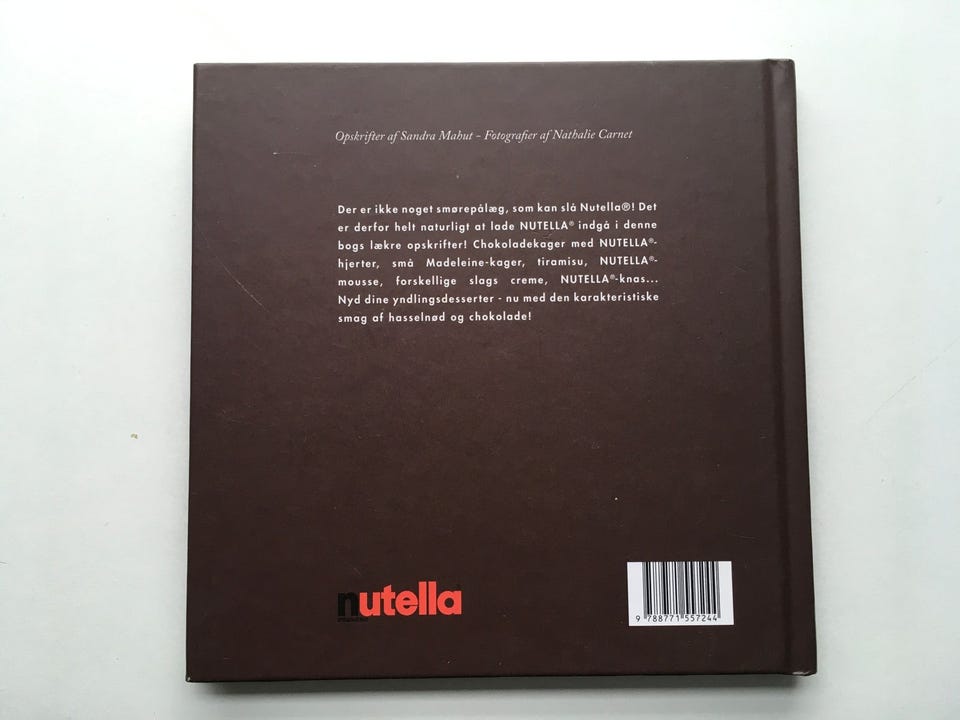 Opskrifter af Sandra Mahut - Fotografier af Nathalie Carnet
Der er ikke noget smørepålæg, som kan slå Nutella®! Det
er derfor helt naturligt at lade NUTELLA® indgå i denne
bogs lækre opskrifter! Chokoladekager med NUTELLA®-
hjerter, små Madeleine-kager, tiramisu, NUTELLA®-
mousse, forskellige slags creme, NUTELLA®-knas...
Nyd dine yndlingsdesserter - nu med den karakteristiske
smag af hasselnød og chokolade!
nutella
9 788771 557244